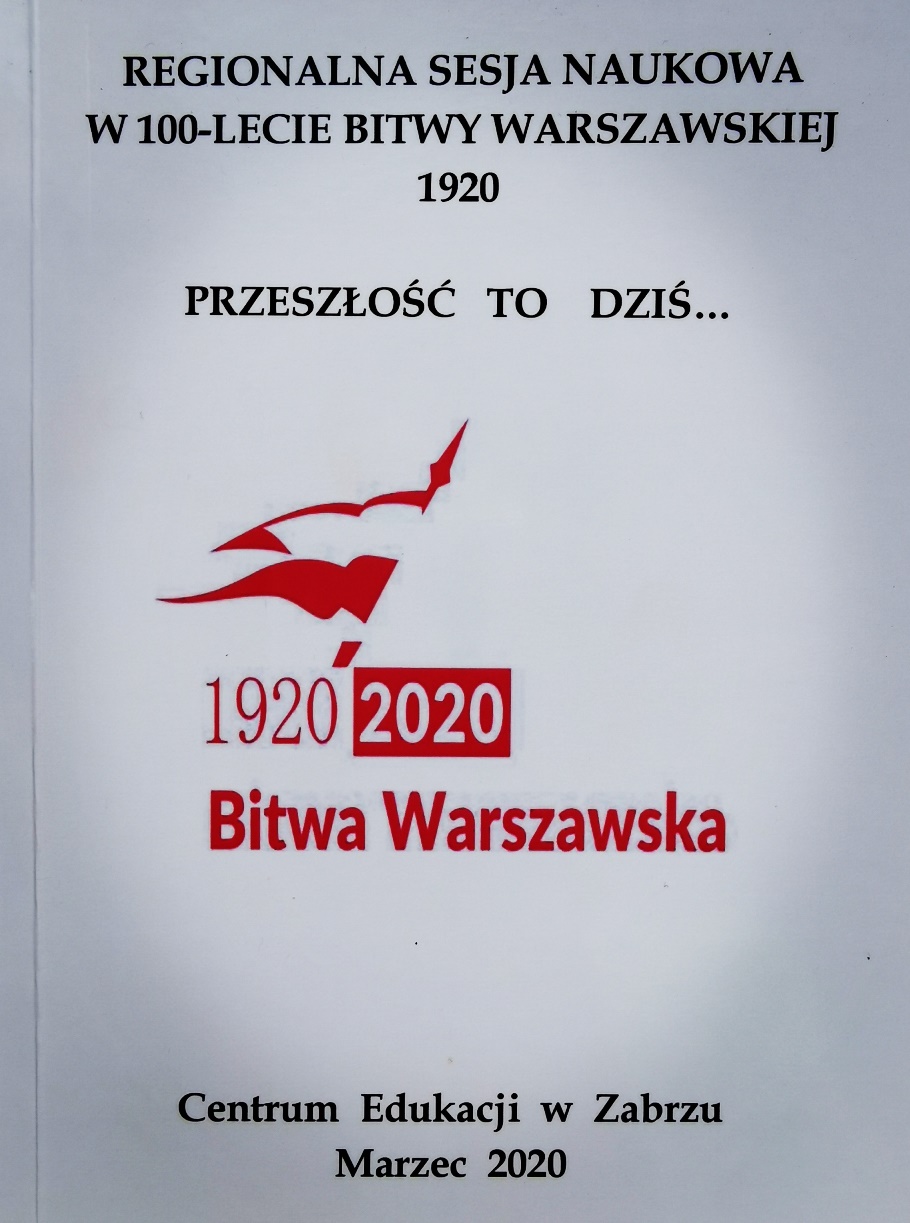 REGIONALNA SESJA NAUKOWA
W 100-LECIE BITWY WARSZAWSKIEJ
1920
PRZESZŁOŚĆ TO DZIŚ...
1920 2020
Bitwa Warszawska
Centrum Edukacji w Zabrzu
Marzec 2020